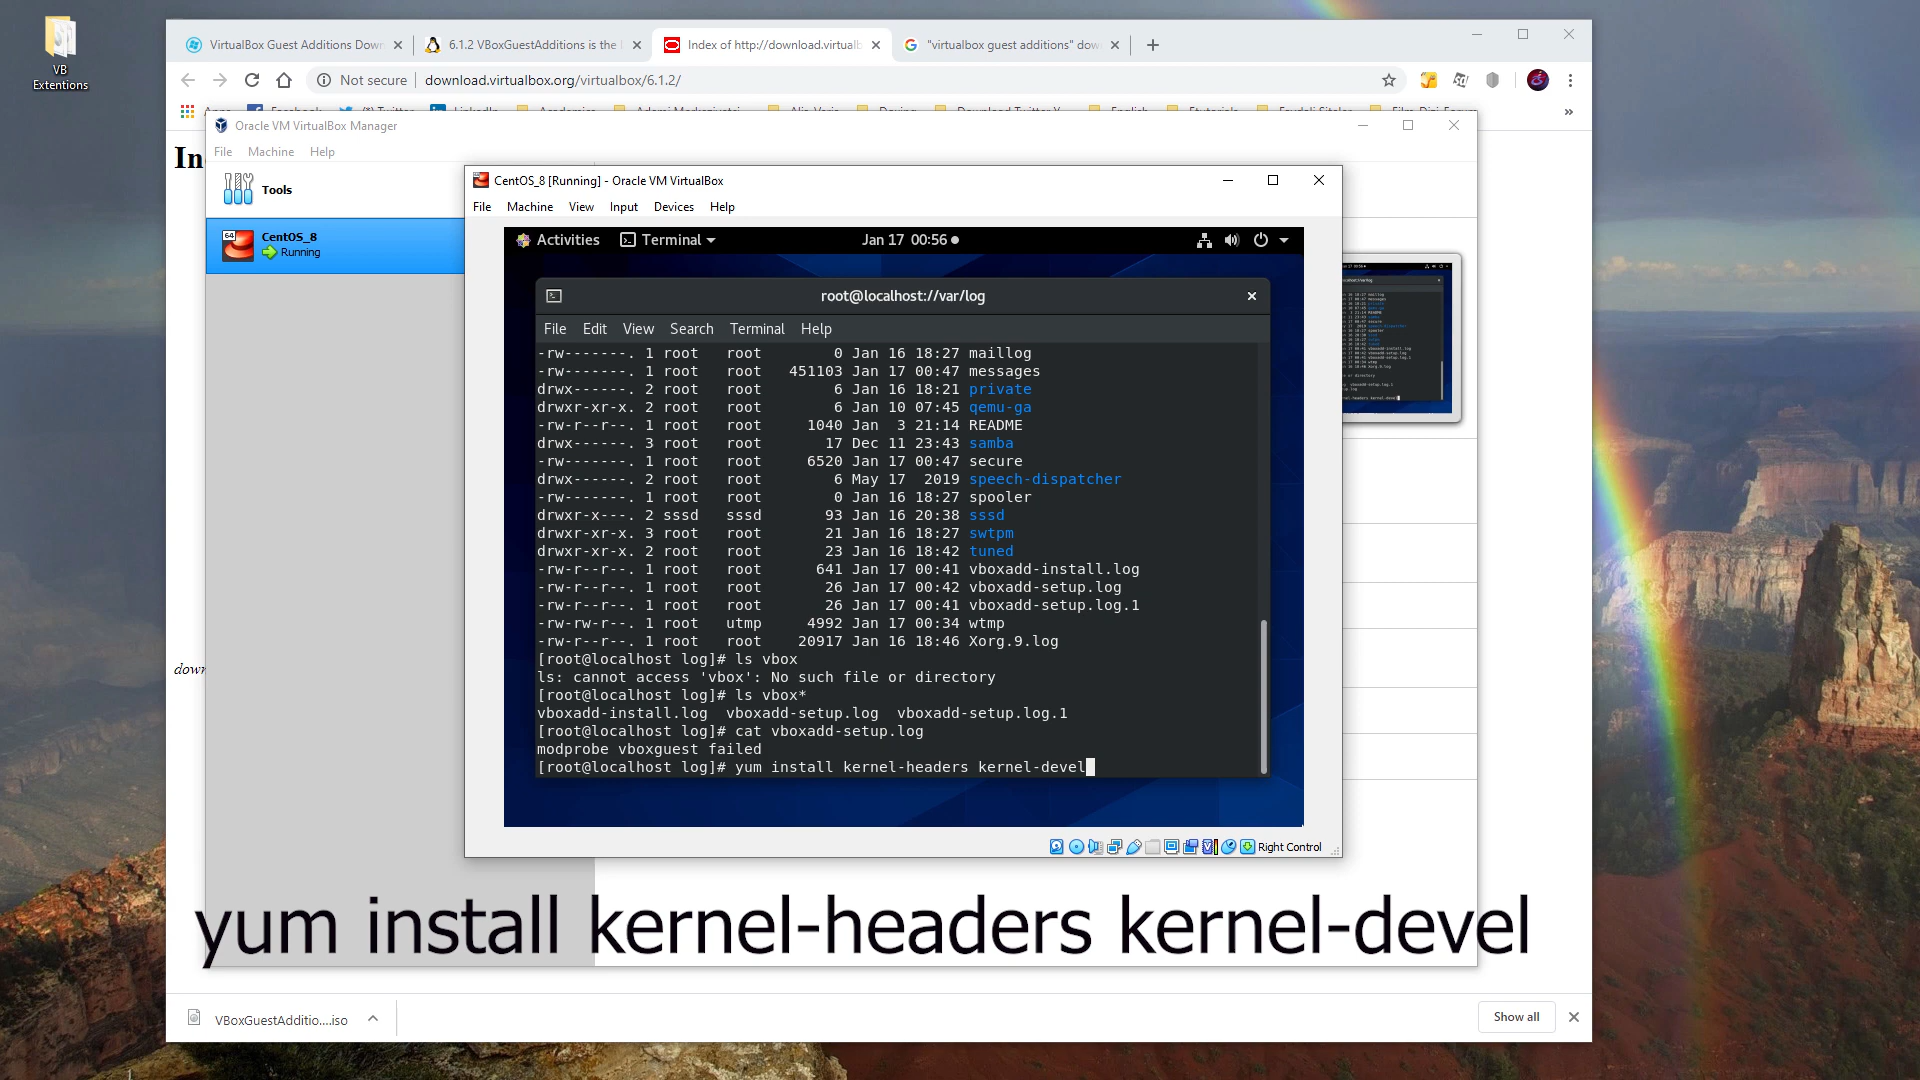 VB
Extentions
VirtualBox Guest Additions Down
6.1.2 VBoxGuestAdditions is the
Index of http://download.virtualb
"virtualbox guest additions" dow
Not secure
download.virtualbox.org/virtualbox/6.1.2/
In
Oracle VM VirtualBox Manager
File Machine Help
Tools
64
CentOS_8
Running
down
CentOS_8 [Running] - Oracle VM VirtualBox
File Machine View Input Devices Help
Activities Terminal Jan 17 00:56
root@localhost://var/log
File Edit View Search Terminal Help
-rw-------. 1 root root 0 Jan 16 18:27 maillog
-rw-------. 1 root root 451103 Jan 17 00:47 messages
drwx------. 2 root root 6 Jan 16 18:21 private
drwxr-xr-x. 2 root root 6 Jan 10 07:45 qemu-ga
-rw-r--r--. 1 root root 1040 Jan 3 21:14 README
drwx------. 3 root root 17 Dec 11 23:43 samba
-rw-------. 1 root root 6520 Jan 17 00:47 secure
drwx------. 2 root root 6 May 17 2019 speech-dispatcher
-rw-------. 1 root root 0 Jan 16 18:27 spooler
drwxr-x---. 2 sssd sssd 93 Jan 16 20:38 sssd
drwxr-xr-x. 3 root root 21 Jan 16 18:27 swtpm
drwxr-xr-x. 2 root root 23 Jan 16 18:42 tuned
-rw-r--r--. 1 root root 641 Jan 17 00:41 vboxadd-install.log
-rw-r--r--. 1 root root 26 Jan 17 00:42 vboxadd-setup.log
-rw-r--r--. 1 root root 26 Jan 17 00:41 vboxadd-setup.log.1
-rw-rw-r--. 1 root utmp 4992 Jan 17 00:34 wtmp
-rw-r--r--. 1 root root 20917 Jan 16 18:46 Xorg.9.log
[root@localhost log]# ls vbox
ls: cannot access 'vbox': No such file or directory
[root@localhost log]# ls vbox*
vboxadd-install.log vboxadd-setup.log vboxadd-setup.log.1
[root@localhost log]# cat vboxadd-setup.log
modprobe vboxguest failed
[root@localhost log]# yum install kernel-headers kernel-devel
Right Control
yum install kernel-headers kernel-devel
VBoxGuestAdditio....iso
Show all